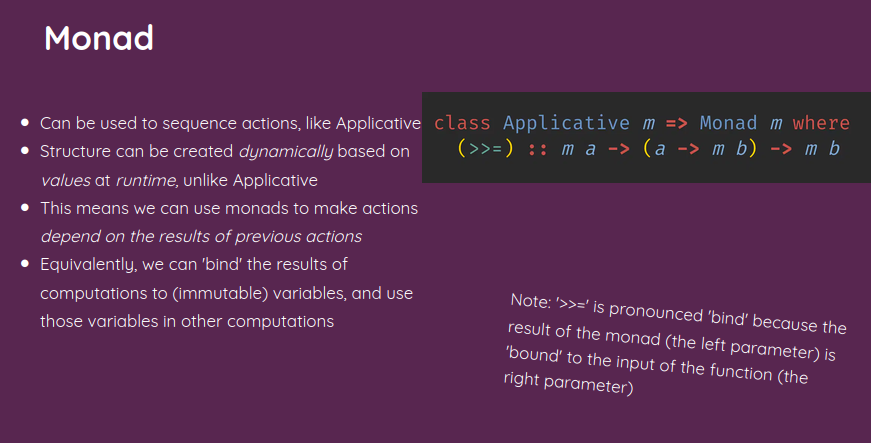 Monad
• Can be used to sequence actions, like Applicative
• Structure can be created dynamically based on
values at runtime, unlike Applicative
• This means we can use monads to make actions
depend on the results of previous actions
• Equivalently, we can 'bind' the results of
computations to (immutable) variables, and use
those variables in other computations
class Applicative m => Monad m where
(>>=) :: m a -> (a -> m b) -> m b
Note: '>>=' is pronounced 'bind' because the
result of the monad (the left parameter) is
'bound' to the input of the function (the
right parameter)